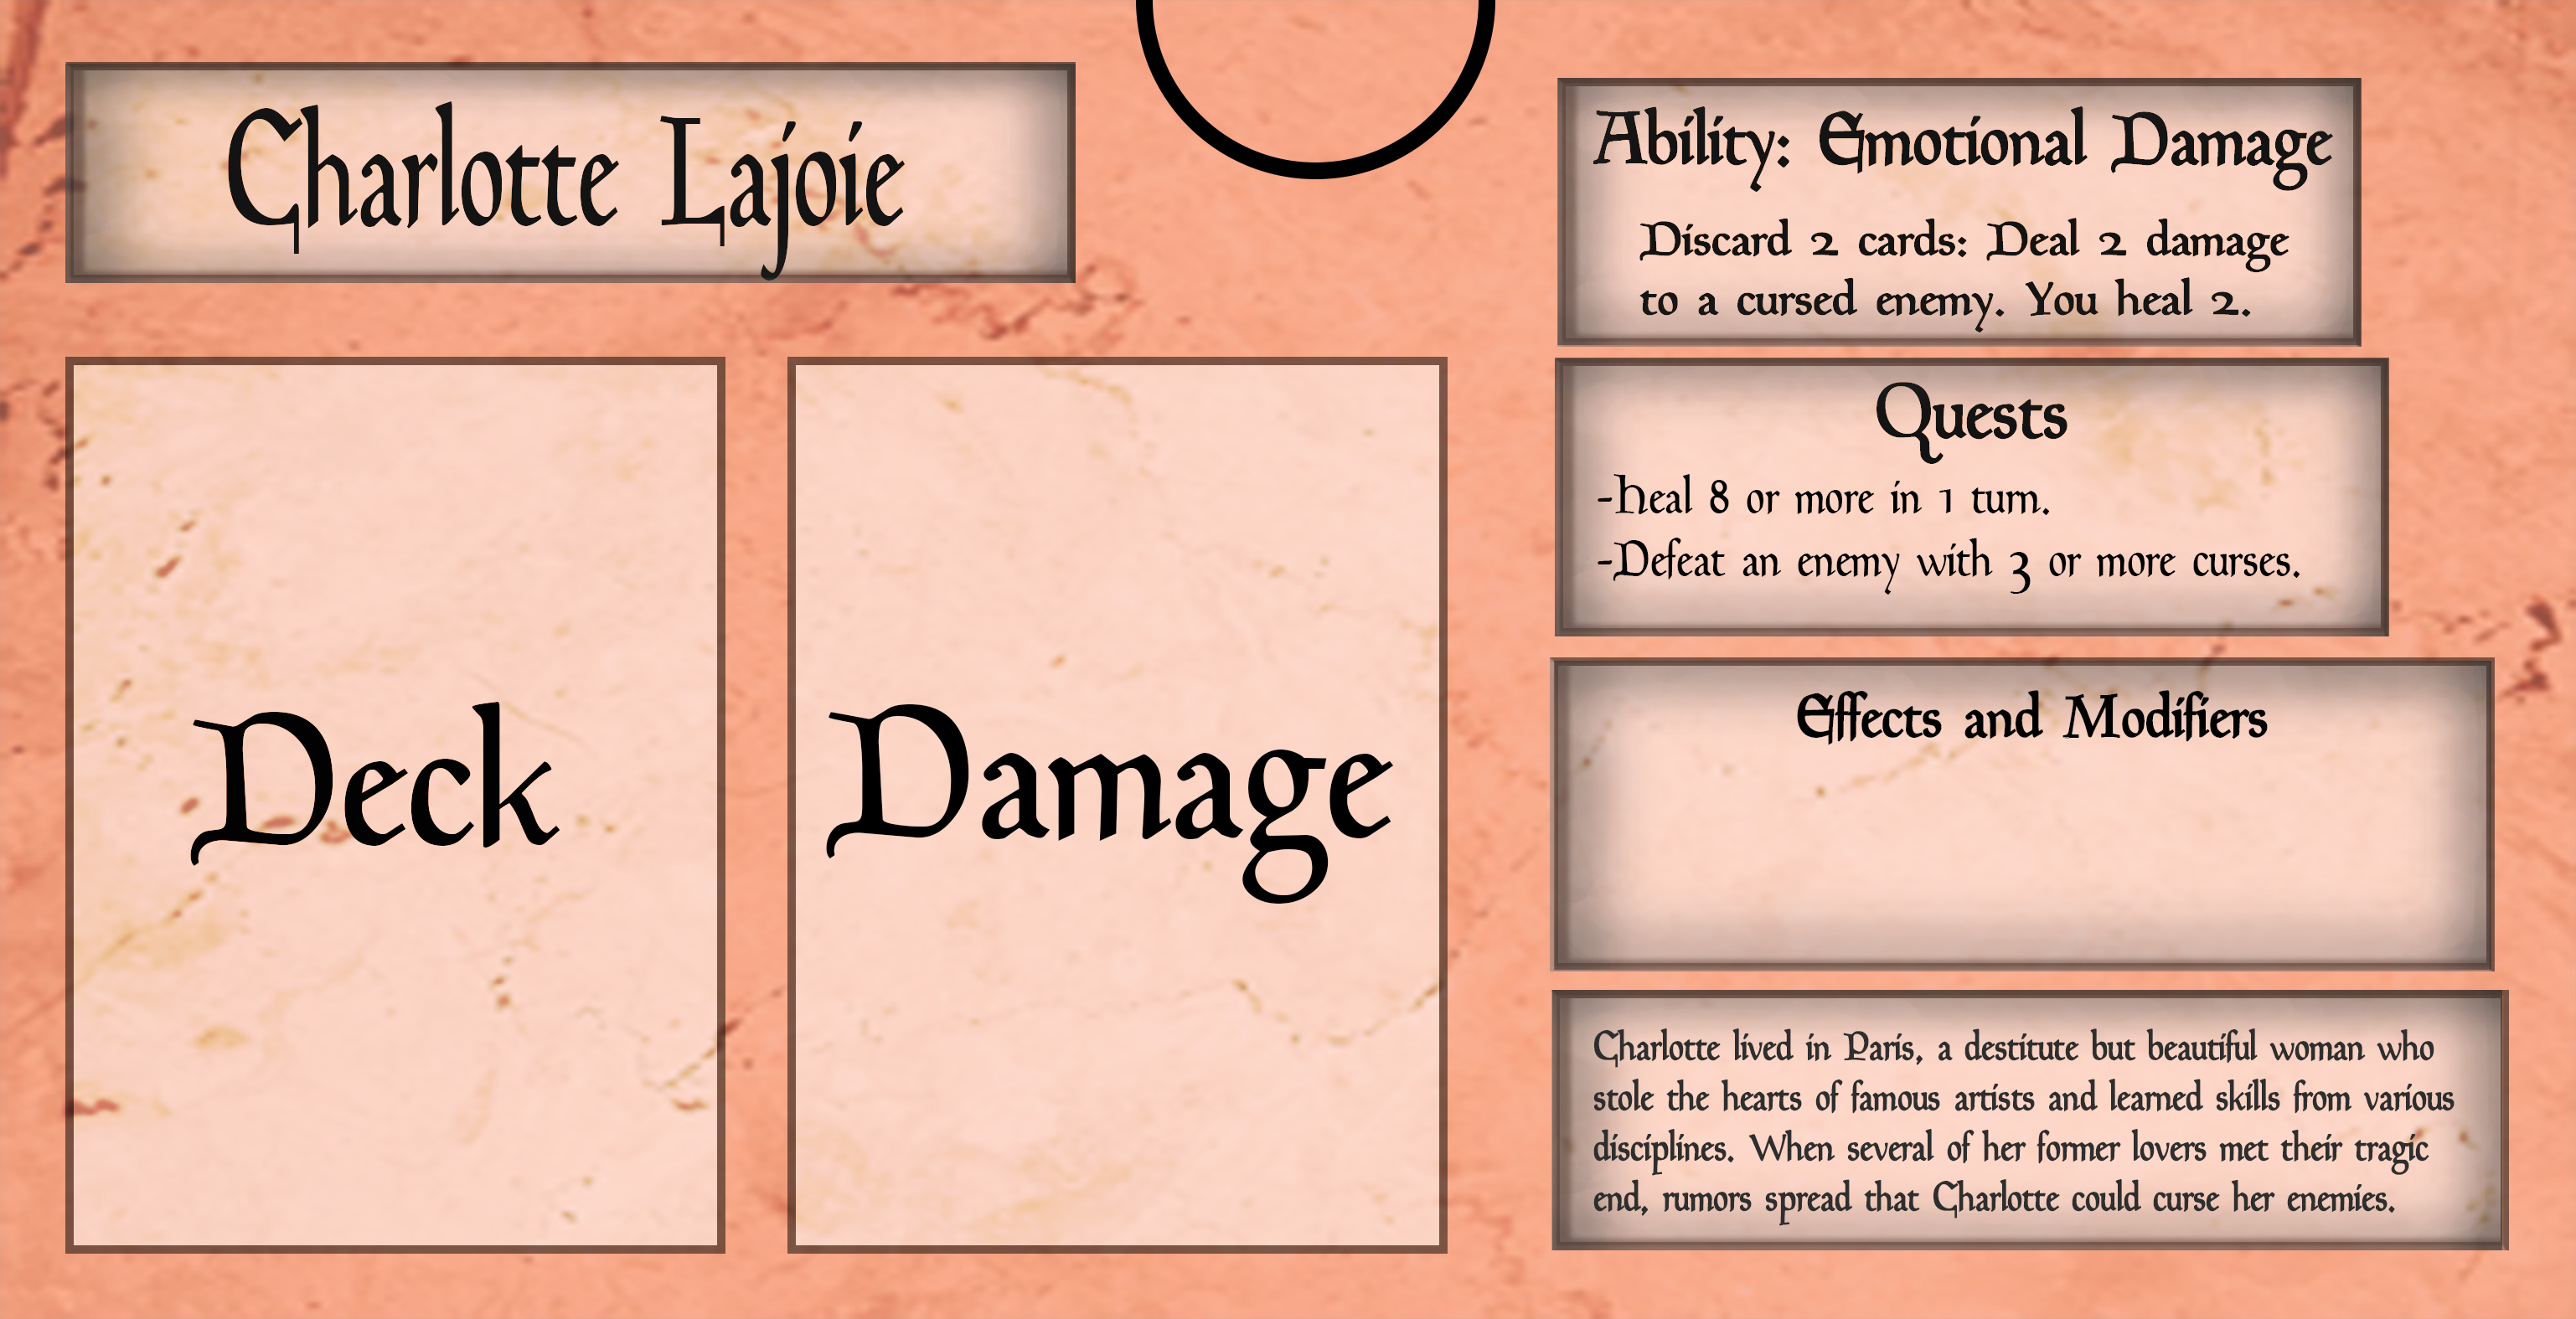 Charlotte Lajoie
Ability: Emotional Damage
Discard 2 cards: Deal 2 damage
to a cursed enemy. You heal 2.
Quests
-Heal 8 or more in 1 turn.
-Defeat an enemy with 3 or more curses.
Deck
Damage
Effects and Modifiers
Charlotte lived in Paris, a destitute but beautiful woman who
stole the hearts of famous artists and learned skills from various
disciplines. When several of her former lovers met their tragic
end, rumors spread that Charlotte could curse her enemies.